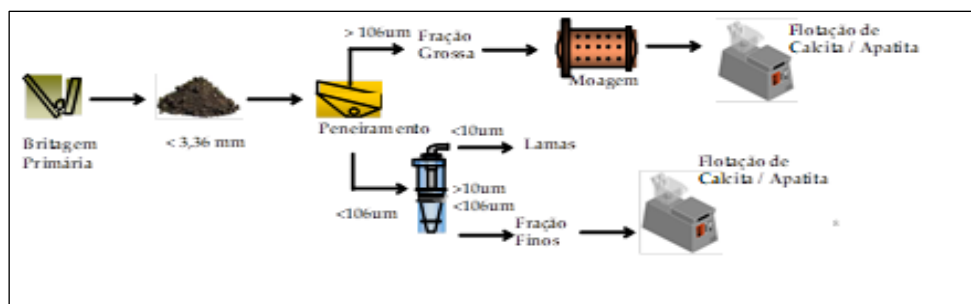 > 106um
Fração
Grossa
Moagem
Flotação de
Calcita / Apatita
Britagem
Primária
< 3,36 mm
Peneiramento
<10um
Lamas
<106um
>10um
<106um
Fração
Finos
Flotação de
Calcita / Apatita